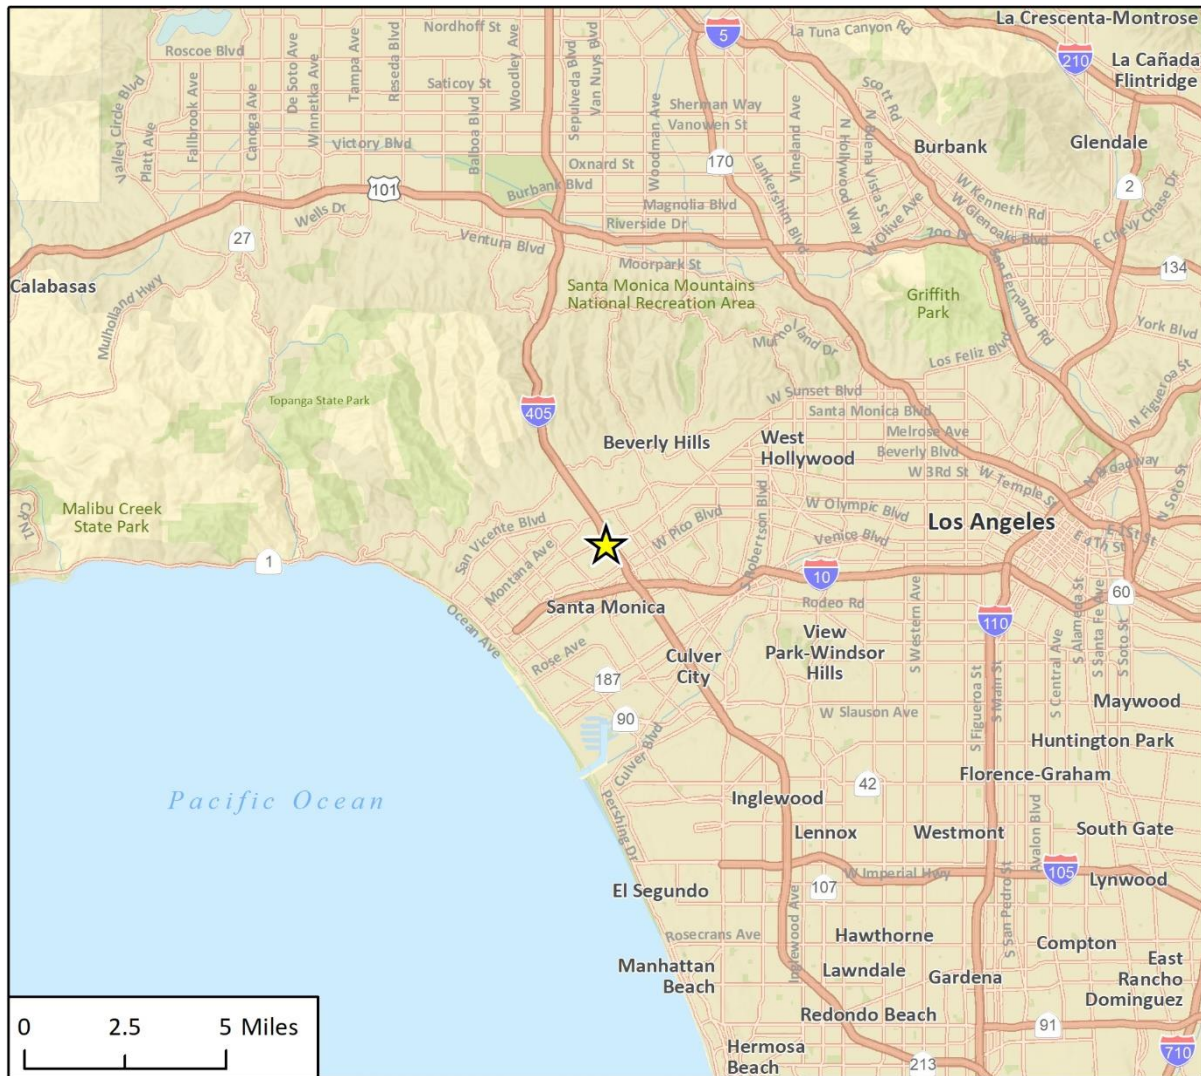 La Crescenta-Montrose
Nordhoff St
La Tuna Canyon Rd
5
210
La Cañada
Flintridge
Roscoe Blvd
Valley Circle Blvd
Platt Ave
Fallbrook Ave
Canoga Ave
De Soto Ave
Winnetka Ave
Tampa Ave
Reseda Blvd
Saticoy St
Balboa Blvd
Woodley Ave
Sepulveda Blvd
Van Nuys Blvd
Woodman Ave
Sherman Way
Vanowen St
Vineland Ave
N Hollywood Way
N Buena Vista St
Scott Rd
Burbank
Glendale
Victory Blvd
Oxnard St
170
Lankershim Blvd
101
Burbank Blvd
Magnolia Blvd
W Olive Ave
W Kenneth Rd
W Glenoaks Blvd
2
E Chevy Chase Dr
Wells Dr
27
Ventura Blvd
Riverside Dr
Zoo Dr
Moorpark St
San Fernando Rd
134
Calabasas
Mulholland Hwy
Santa Monica Mountains
National Recreation Area
Griffith
Park
Mulholland Dr
Los Feliz Blvd
York Blvd
N Figueroa St
Topanga State Park
405
W Sunset Blvd
Santa Monica Blvd
Melrose Ave
Beverly Hills
West
Hollywood
Beverly Blvd
W 3Rd St
W Temple St
N Broadway
N Soto St
Malibu Creek
State Park
Cr-N1
San Vicente Blvd
Montana Ave
W Pico Blvd
S Robertson Blvd
W Olympic Blvd
Venice Blvd
Los Angeles
E 1St St
E 4Th St
1
10
60
Ocean Ave
Santa Monica
Rodeo Rd
S Western Ave
110
S Alameda St
S Santa Fe Ave
S Soto St
Rose Ave
Culver
City
View
Park-Windsor
Hills
187
90
Culver Blvd
W Slauson Ave
S Figueroa St
S Main St
S Central Ave
Maywood
Huntington Park
Pacific Ocean
Pershing Dr
Inglewood
42
Florence-Graham
Lennox
Westmont
Avalon Blvd
South Gate
El Segundo
107
W Imperial Hwy
105
Lynwood
Inglewood Ave
S San Pedro St
Rosecrans Ave
Hawthorne
Compton
Manhattan
Beach
Lawndale
Gardena
East
Rancho
Dominguez
Redondo Beach
91
710
Hermosa
Beach
213
0 2.5 5 Miles